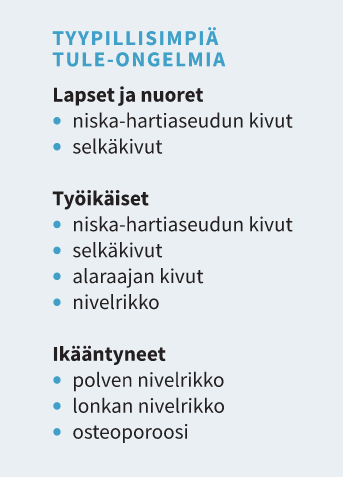 TYYPILLISIMPIÄ
TULE-ONGELMIA
Lapset ja nuoret
• niska-hartiaseudun kivut
• selkäkivut
Työikäiset
• niska-hartiaseudun kivut
• selkäkivut
• alaraajan kivut
• nivelrikko
Ikääntyneet
• polven nivelrikko
• lonkan nivelrikko
• osteoporoosi